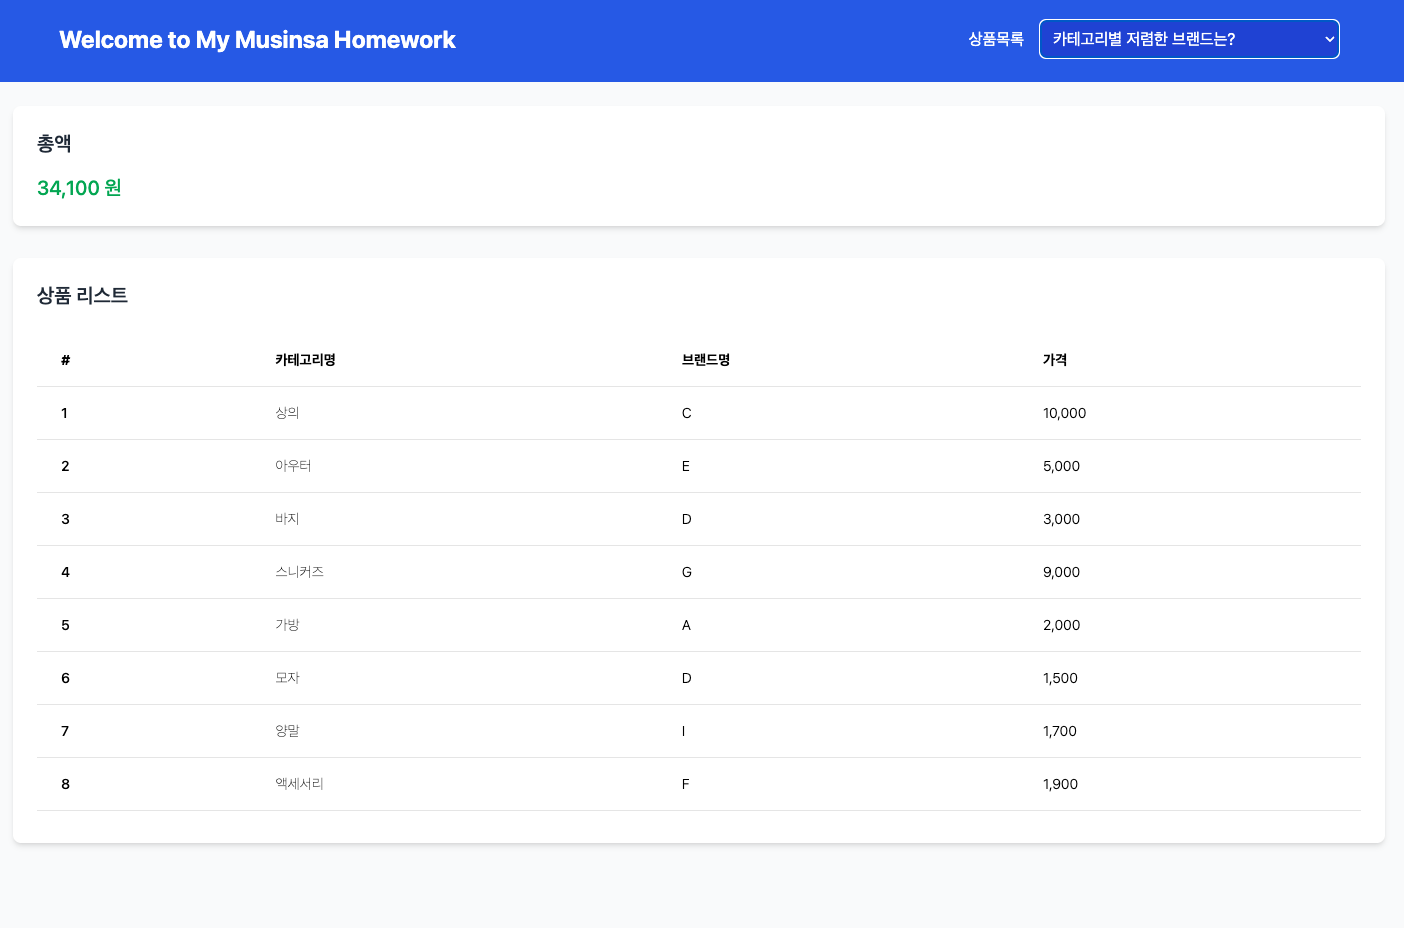 Welcome to My Musinsa Homework
상품목록 카테고리별 저렴한 브랜드는?
총액
34,100 원
상품 리스트
# 카테고리명 브랜드명 가격
1 상의 C 10,000
2 아우터 E 5,000
3 바지 D 3,000
4 스니커즈 G 9,000
5 가방 A 2,000
6 모자 D 1,500
7 양말 I 1,700
8 액세서리 F 1,900